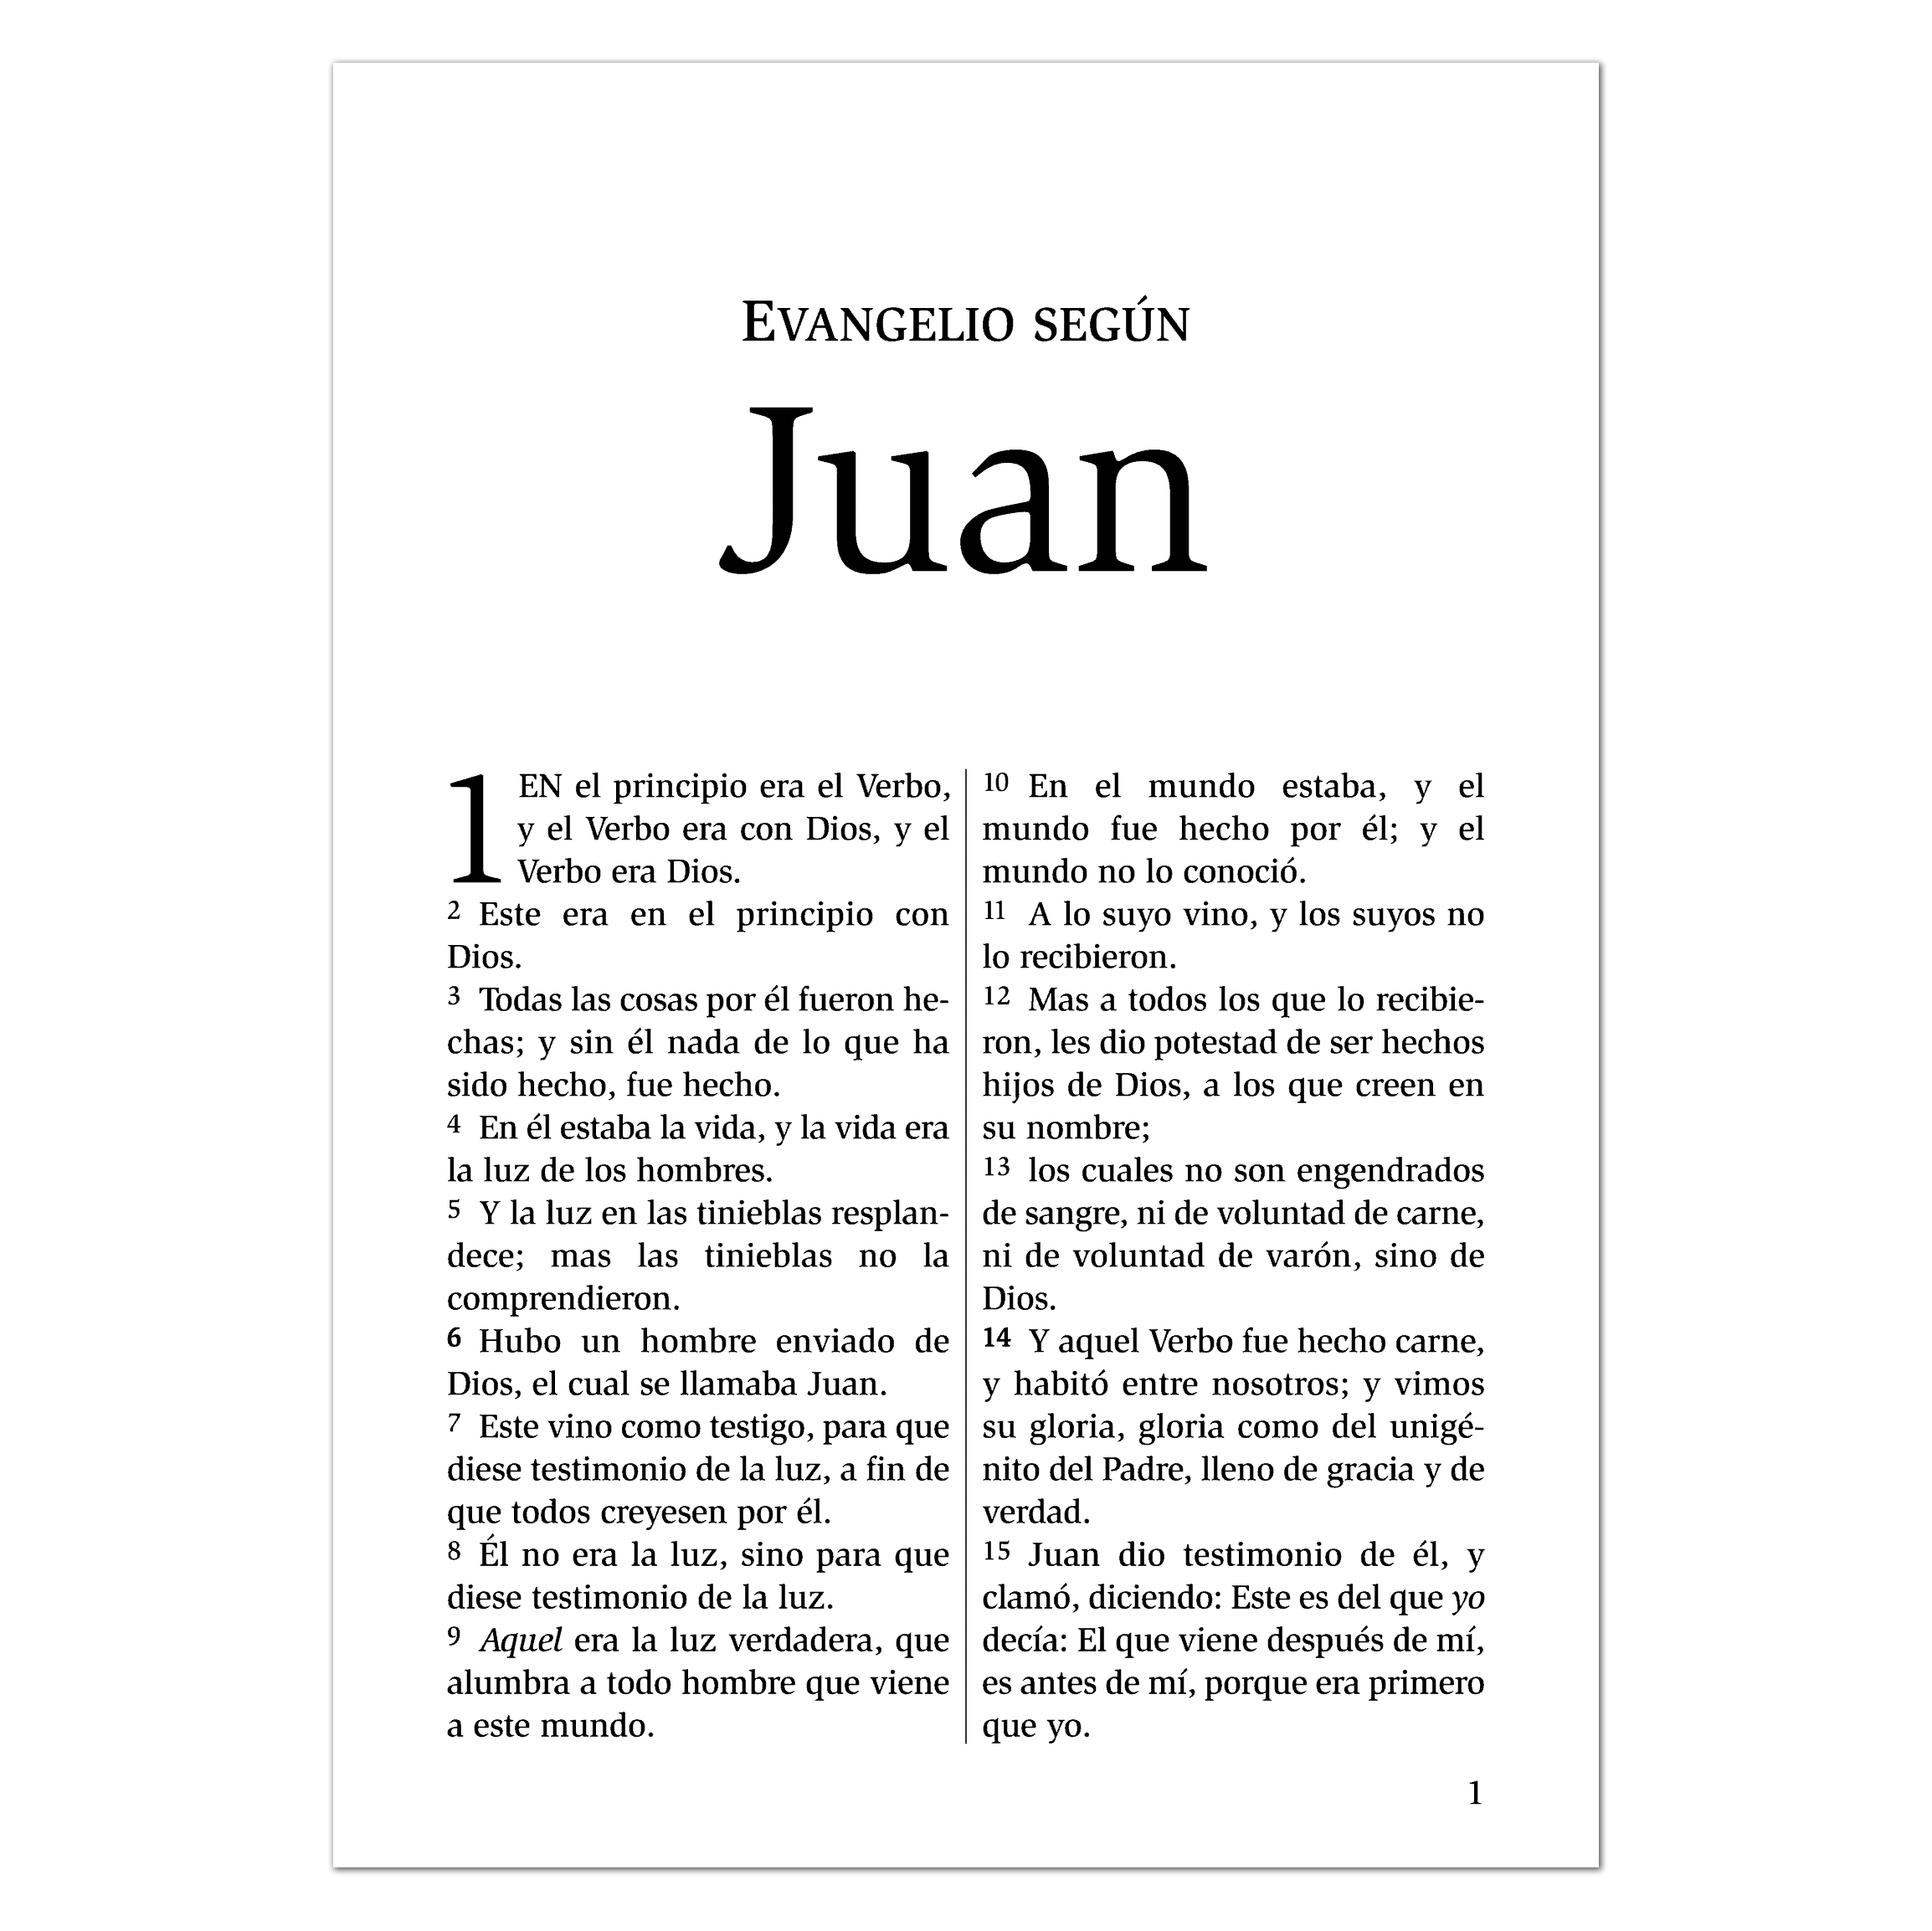 EVANGELIO SEGÚN
Juan
1 EN el principio era el Verbo,
y el Verbo era con Dios, y el
Verbo era Dios.
2 Este era en el principio con
Dios.
3 Todas las cosas por él fueron he-
chas; y sin él nada de lo que ha
sido hecho, fue hecho.
4 En él estaba la vida, y la vida era
la luz de los hombres.
5 Y la luz en las tinieblas resplan-
dece; mas las tinieblas no la
comprendieron.
6 Hubo un hombre enviado de
Dios, el cual se llamaba Juan.
7 Este vino como testigo, para que
diese testimonio de la luz, a fin de
que todos creyesen por él.
8 Él no era la luz, sino para que
diese testimonio de la luz.
9 Aquel era la luz verdadera, que
alumbra a todo hombre que viene
a este mundo.
10 En el mundo estaba, y el
mundo fue hecho por él; y el
mundo no lo conoció.
11 A lo suyo vino, y los suyos no
lo recibieron.
12 Mas a todos los que lo recibie-
ron, les dio potestad de ser hechos
hijos de Dios, a los que creen en
su nombre;
13 los cuales no son engendrados
de sangre, ni de voluntad de carne,
ni de voluntad de varón, sino de
Dios.
14 Y aquel Verbo fue hecho carne,
y habitó entre nosotros; y vimos
su gloria, gloria como del unigé-
nito del Padre, lleno de gracia y de
verdad.
15 Juan dio testimonio de él, y
clamó, diciendo: Este es del que yo
decía: El que viene después de mí,
es antes de mí, porque era primero
que yo.
1